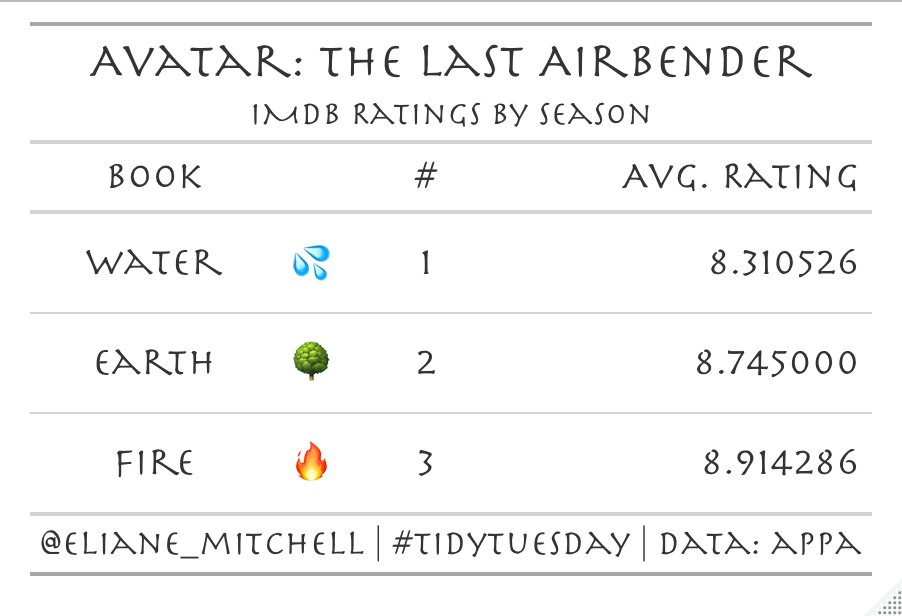 AVATAR: THE LAST AIRBENDER
IMDB RATINGS BY SEASON
BOOK # AVG. RATING
WATER 💦 1 8.310526
EARTH 🌳 2 8.745000
FIRE 🔥 3 8.914286
@ELIANE_MITCHELL | #TIDYTUESDAY | DATA: APPA